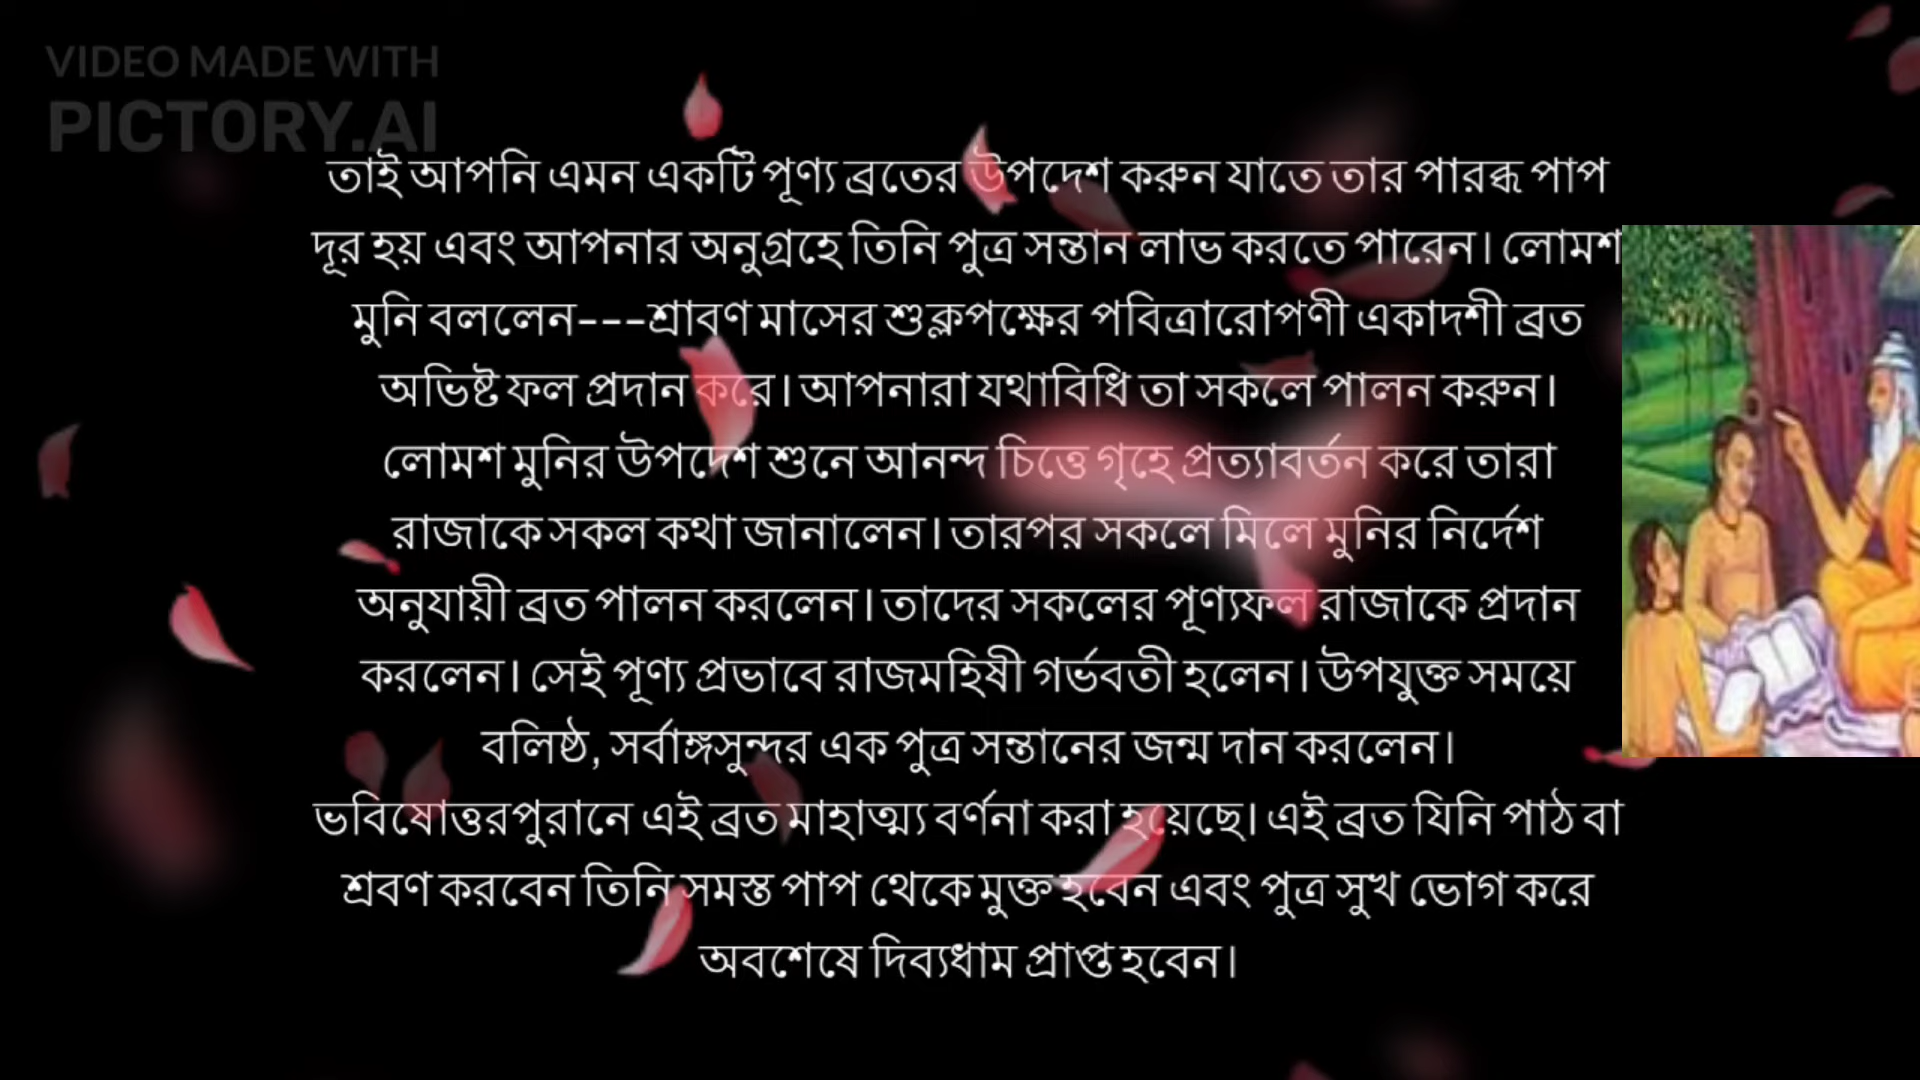 VIDEO MADE WITH
PICTORY.AI
তাই আপনি এমন একটি পূণ্য ব্রতের উপদেশ করুন যাতে তার পারব্ধ পাপ
দূর হয় এবং আপনার অনুগ্রহে তিনি পুত্র সন্তান লাভ করতে পারেন। লোমশ
মুনি বললেন---শ্রাবণ মাসের শুক্লপক্ষের পবিত্রারোপণী একাদশী ব্রত
অভিষ্ট ফল প্রদান করে। আপনারা যথাবিধি তা সকলে পালন করুন।
লোমশ মুনির উপদেশ শুনে আনন্দ চিত্তে গৃহে প্রত্যাবর্তন করে তারা
রাজাকে সকল কথা জানালেন। তারপর সকলে মিলে মুনির নির্দেশ
অনুযায়ী ব্রত পালন করলেন। তাদের সকলের পূণ্যফল রাজাকে প্রদান
করলেন। সেই পূণ্য প্রভাবে রাজমহিষী গর্ভবতী হলেন। উপযুক্ত সময়ে
বলিষ্ঠ, সর্বাঙ্গসুন্দর এক পুত্র সন্তানের জন্ম দান করলেন।
ভবিষোত্তরপুরানে এই ব্রত মাহাত্ম্য বর্ণনা করা হয়েছে। এই ব্রত যিনি পাঠ বা
শ্রবণ করবেন তিনি সমস্ত পাপ থেকে মুক্ত হবেন এবং পুত্র সুখ ভোগ করে
অবশেষে দিব্যধাম প্রাপ্ত হবেন।